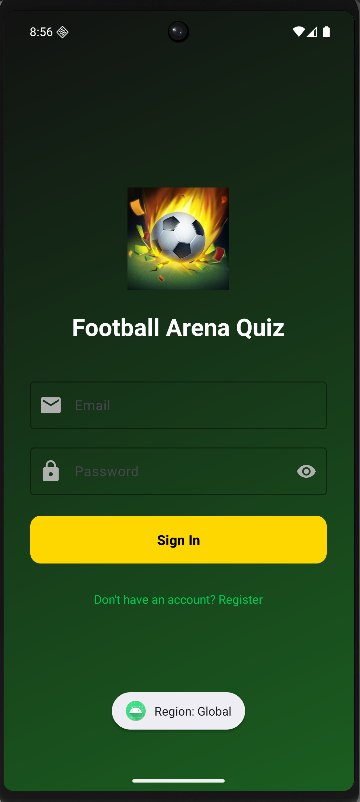 8:56
Football Arena Quiz
Email
Password
Sign In
Don't have an account? Register
Region: Global